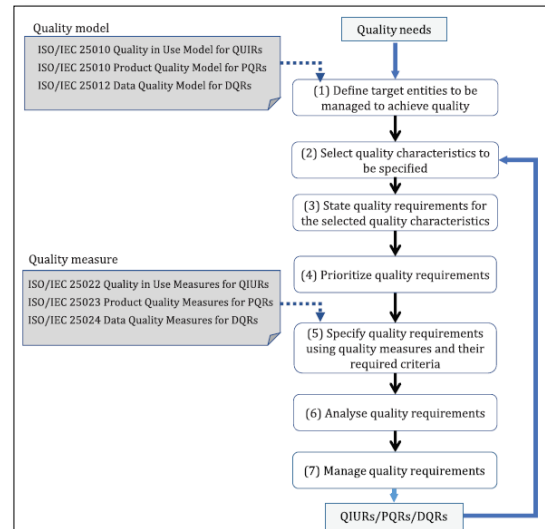 Quality model
ISO/IEC 25010 Quality in Use Model for QUIRs
ISO/IEC 25010 Product Quality Model for PQRs
ISO/IEC 25012 Data Quality Model for DQRs
Quality needs
(1) Define target entities to be
managed to achieve quality
(2) Select quality characteristics to
be specified
(3) State quality requirements for
the selected quality characteristics
Quality measure
ISO/IEC 25022 Quality in Use Measures for QIURs
ISO/IEC 25023 Product Quality Measures for PQRs
ISO/IEC 25024 Data Quality Measures for DQRs
(4) Prioritize quality requirements
(5) Specify quality requirements
using quality measures and their
required criteria
(6) Analyse quality requirements
(7) Manage quality requirements
QIURs/PQRs/DQRs